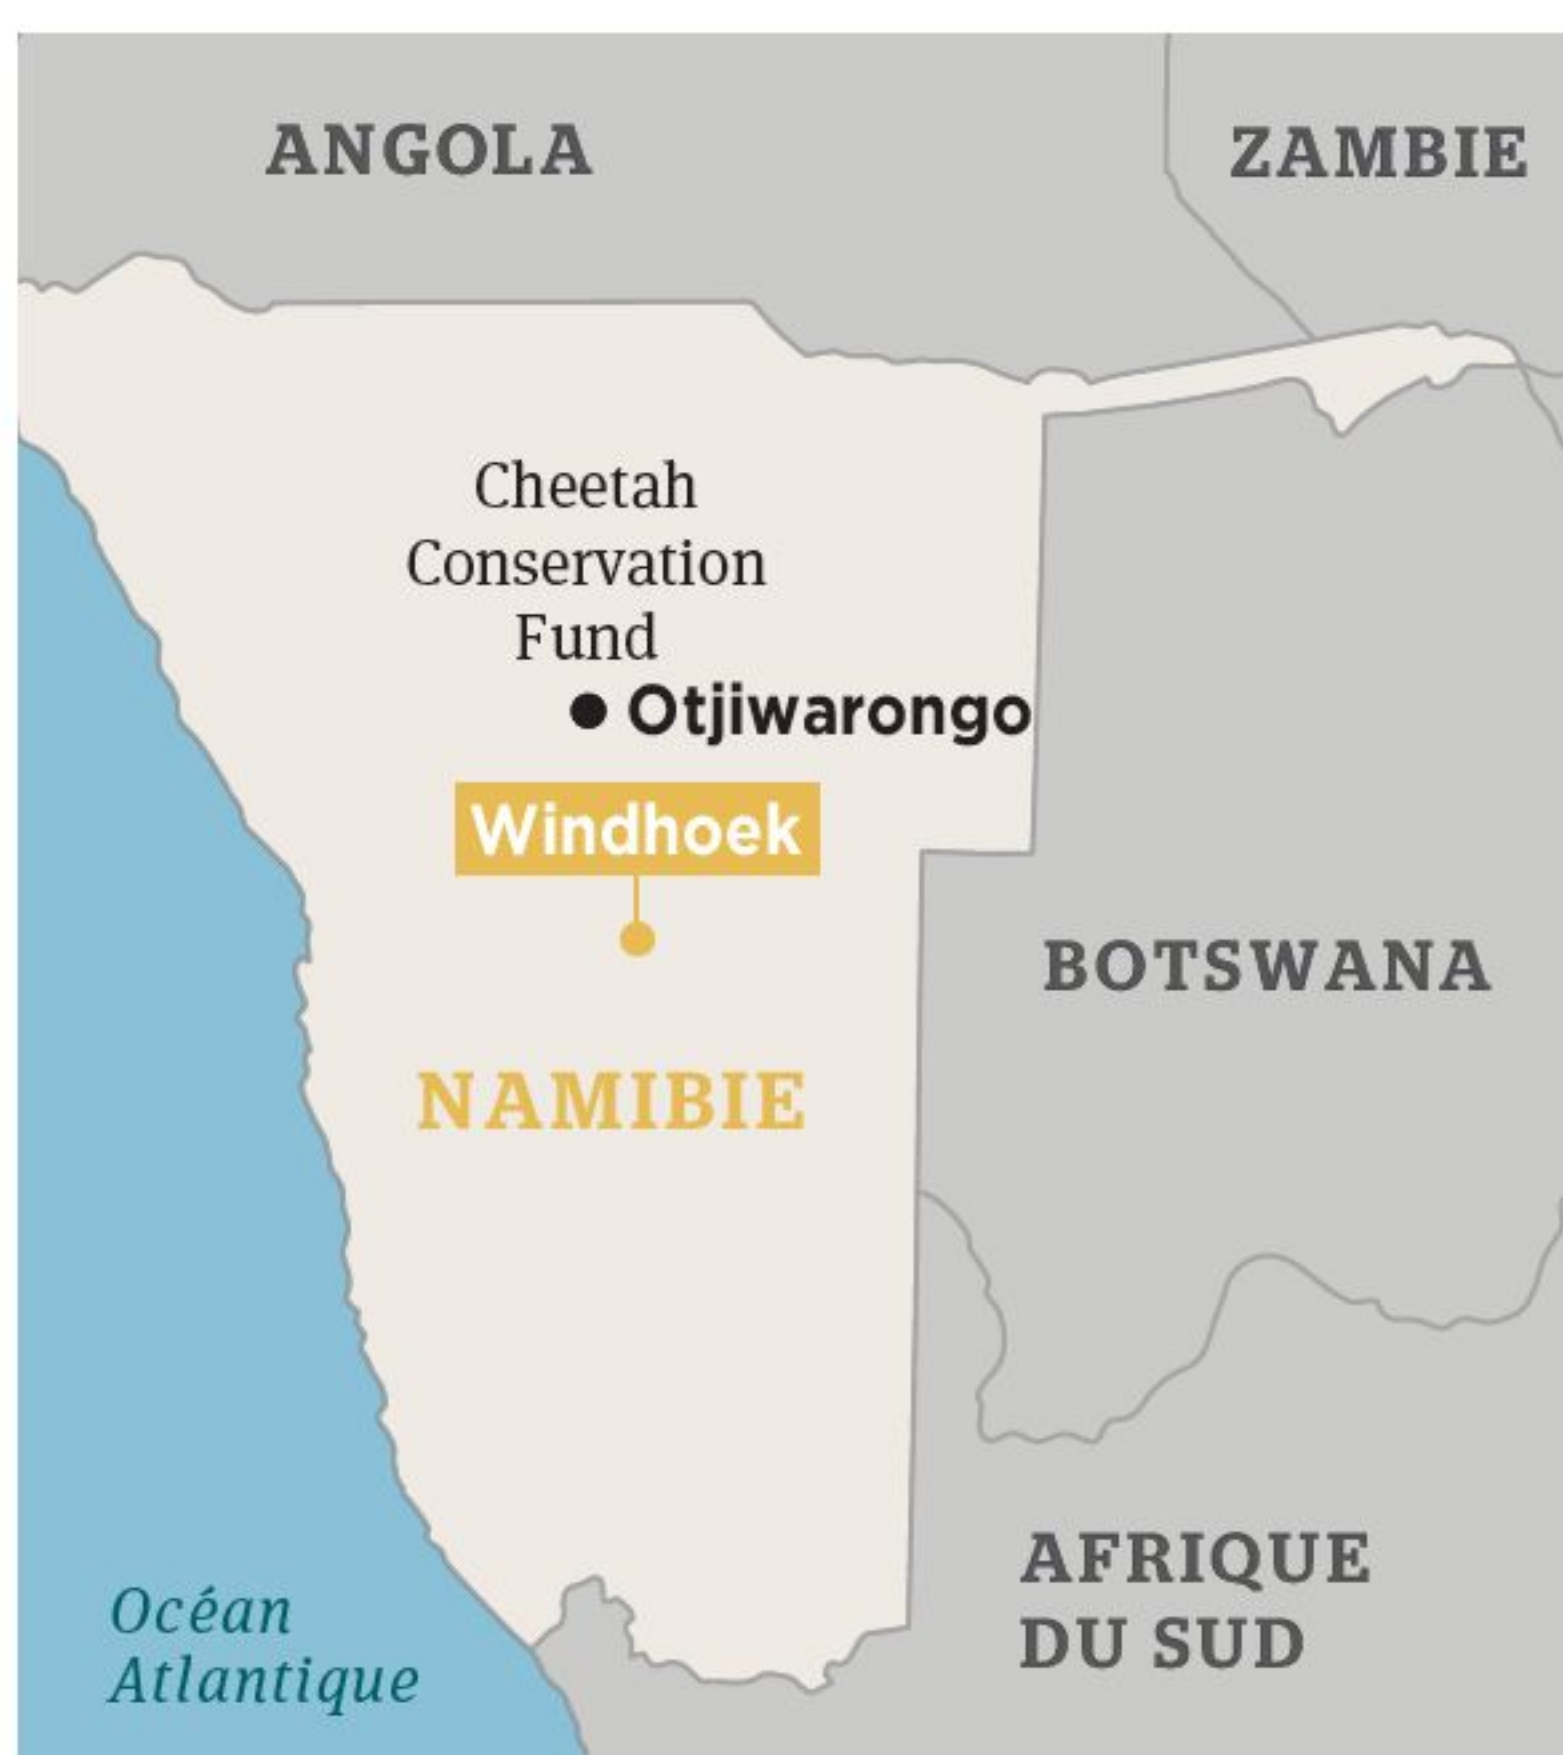 ANGOLA
ZAMBIE
Cheetah
Conservation
Fund
Otjiwarongo
Windhoek
BOTSWANA
NAMIBIE
AFRIQUE
DU SUD
Océan
Atlantique